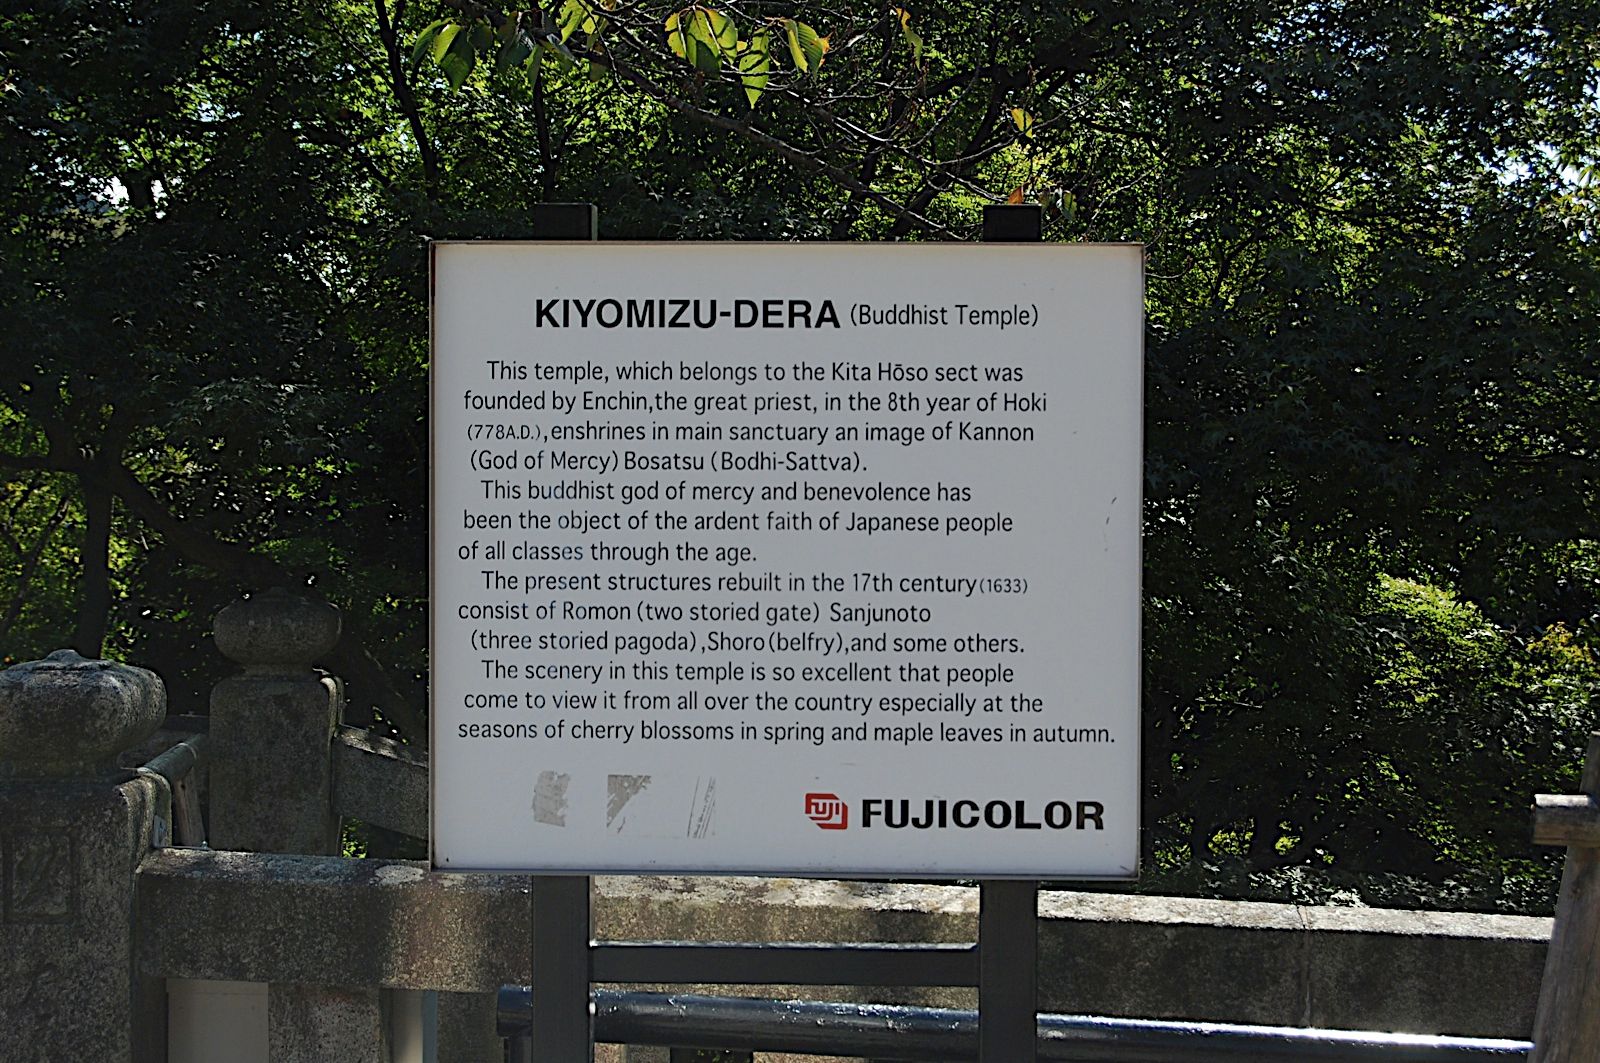 KIYOMIZU-DERA (Buddhist Temple)
This temple, which belongs to the Kita Hōso sect was
founded by Enchin,the great priest, in the 8th year of Hoki
(778A.D.),enshrines in main sanctuary an image of Kannon
(God of Mercy) Bosatsu (Bodhi-Sattva).
This buddhist god of mercy and benevolence has
been the object of the ardent faith of Japanese people
of all classes through the age.
The present structures rebuilt in the 17th century(1633)
consist of Romon (two storied gate) Sanjunoto
(three storied pagoda),Shoro(belfry),and some others.
The scenery in this temple is so excellent that people
come to view it from all over the country especially at the
seasons of cherry blossoms in spring and maple leaves in autumn.
FUJI FUJICOLOR